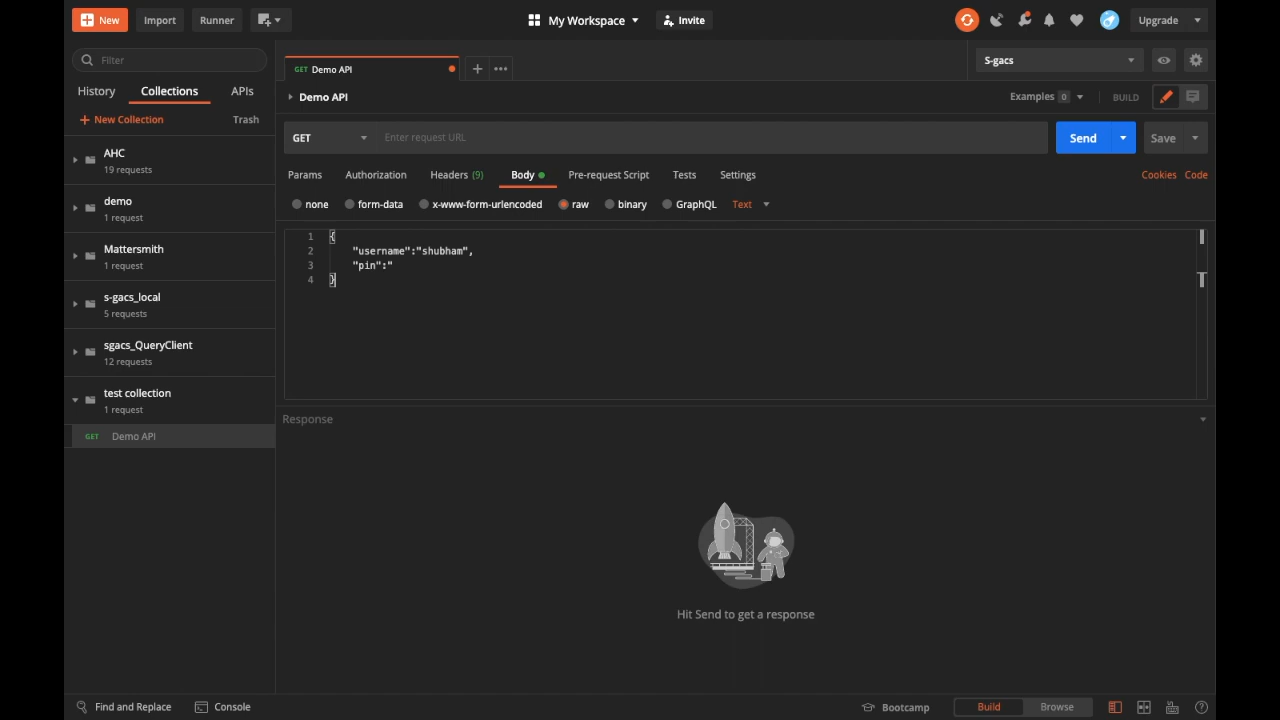 New
Import
Runner
My Workspace
Invite
Upgrade
Filter
History
Collections
APIs
New Collection
Trash
AHC
19 requests
demo
1 request
Mattersmith
1 request
s-gacs_local
5 requests
sgacs_QueryClient
12 requests
test collection
1 request
GET Demo API
GET Demo API
S-gacs
Demo API
Examples 0
BUILD
GET
Enter request URL
Send
Save
Params
Authorization
Headers (9)
Body
Pre-request Script
Tests
Settings
Cookies
Code
none
form-data
x-www-form-urlencoded
raw
binary
GraphQL
Text
1 {
2 "username":"shubham",
3 "pin":"
4 }
Response
Hit Send to get a response
Find and Replace
Console
Bootcamp
Build
Browse